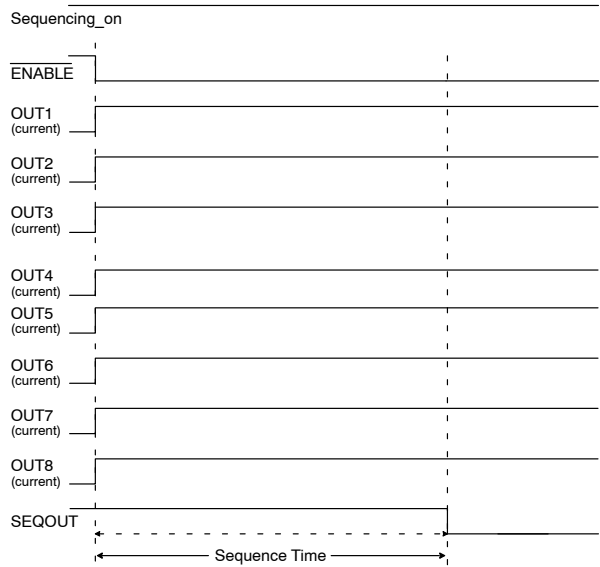 Sequencing_on
ENABLE
OUT1
(current)
OUT2
(current)
OUT3
(current)
OUT4
(current)
OUT5
(current)
OUT6
(current)
OUT7
(current)
OUT8
(current)
SEQOUT
Sequence Time